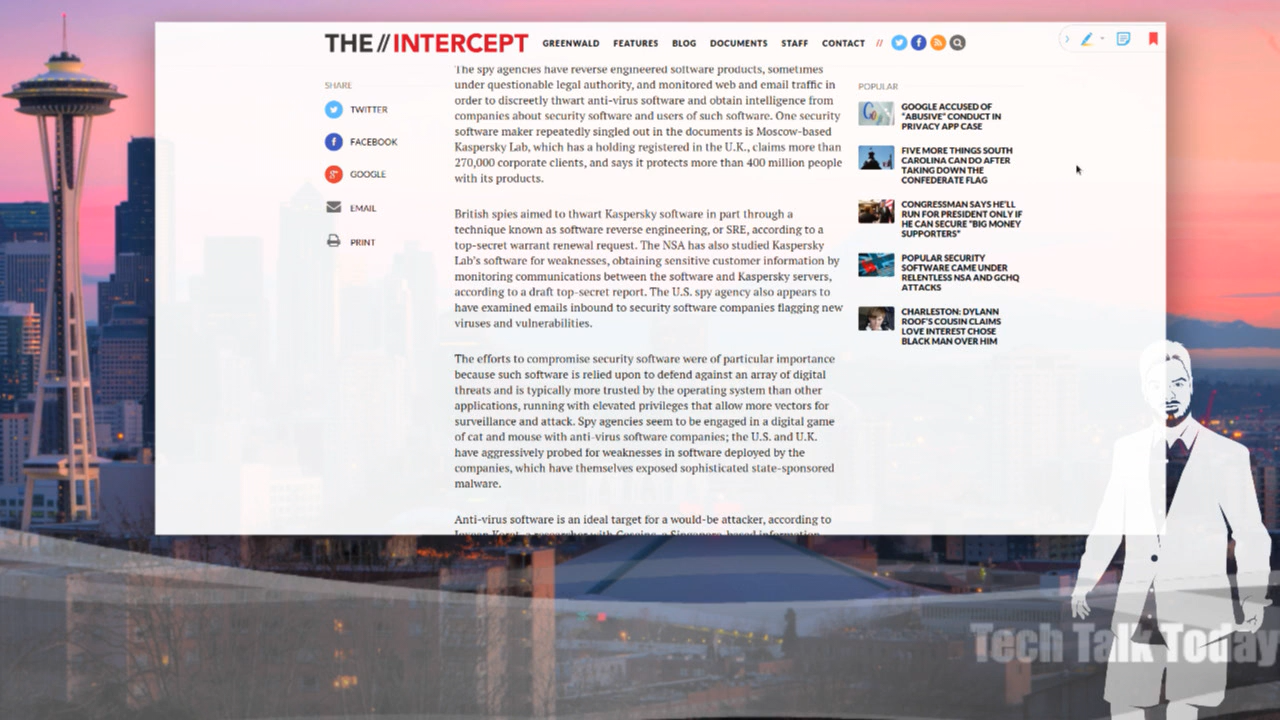 THE // INTERCEPT
GREENWALD FEATURES BLOG DOCUMENTS STAFF CONTACT //
SHARE
TWITTER
FACEBOOK
GOOGLE
EMAIL
PRINT
The spy agencies have reverse engineered software products, sometimes
under questionable legal authority, and monitored web and email traffic in
order to discreetly thwart anti-virus software and obtain intelligence from
companies about security software and users of such software. One security
software maker repeatedly singled out in the documents is Moscow-based
Kaspersky Lab, which has a holding registered in the U.K., claims more than
270,000 corporate clients, and says it protects more than 400 million people
with its products.
British spies aimed to thwart Kaspersky software in part through a
technique known as software reverse engineering, or SRE, according to a
top-secret warrant renewal request. The NSA has also studied Kaspersky
Lab's software for weaknesses, obtaining sensitive customer information by
monitoring communications between the software and Kaspersky servers,
according to a draft top-secret report. The U.S. spy agency also appears to
have examined emails inbound to security software companies flagging new
viruses and vulnerabilities.
The efforts to compromise security software were of particular importance
because such software is relied upon to defend against an array of digital
threats and is typically more trusted by the operating system than other
applications, running with elevated privileges that allow more vectors for
surveillance and attack. Spy agencies seem to be engaged in a digital game
of cat and mouse with anti-virus software companies; the U.S. and U.K.
have aggressively probed for weaknesses in software deployed by the
companies, which have themselves exposed sophisticated state-sponsored
malware.
Anti-virus software is an ideal target for a would-be attacker, according to
POPULAR
GOOGLE ACCUSED OF
"ABUSIVE" CONDUCT IN
PRIVACY APP CASE
FIVE MORE THINGS SOUTH
CAROLINA CAN DO AFTER
TAKING DOWN THE
CONFEDERATE FLAG
CONGRESSMAN SAYS HE'LL
RUN FOR PRESIDENT ONLY IF
HE CAN SECURE "BIG MONEY
SUPPORTERS"
POPULAR SECURITY
SOFTWARE CAME UNDER
RELENTLESS NSA AND GCHQ
ATTACKS
CHARLESTON: DYLANN
ROOF'S COUSIN CLAIMS
LOVE INTEREST CHOSE
BLACK MAN OVER HIM
Tech Talk Today